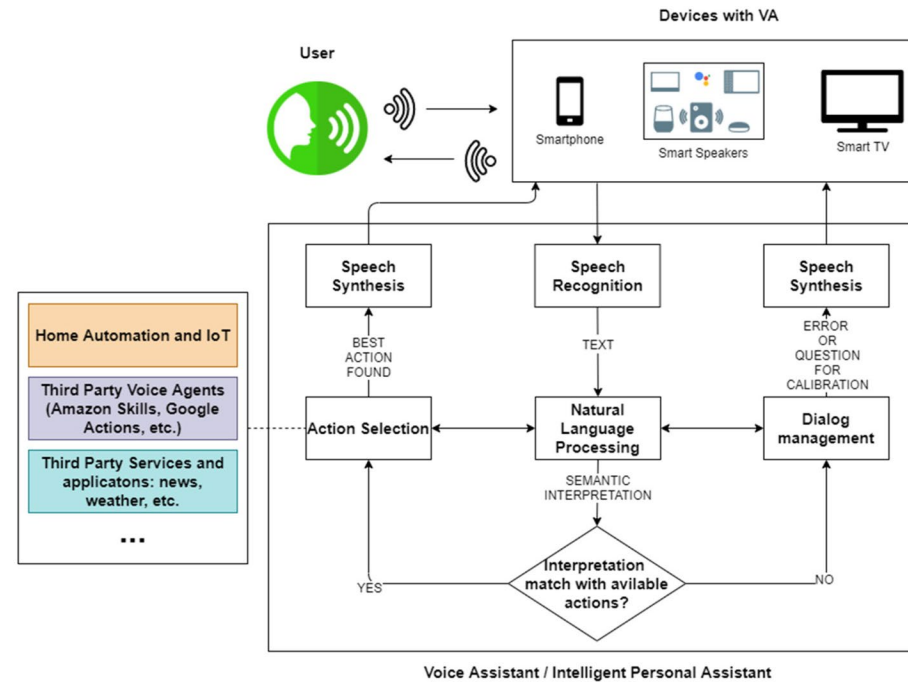 Devices with VA
User
Smartphone
Smart Speakers
Smart TV
Speech
Synthesis
Speech
Recognition
Speech
Synthesis
Home Automation and IoT
Third Party Voice Agents
(Amazon Skills, Google
Actions, etc.)
Third Party Services and
applicatons: news,
weather, etc.
...
BEST
ACTION
FOUND
TEXT
ERROR
OR
QUESTION
FOR
CALIBRATION
Action Selection
Natural
Language
Processing
Dialog
management
SEMANTIC
INTERPRETATION
Interpretation
match with avilable
actions?
YES
NO
Voice Assistant / Intelligent Personal Assistant